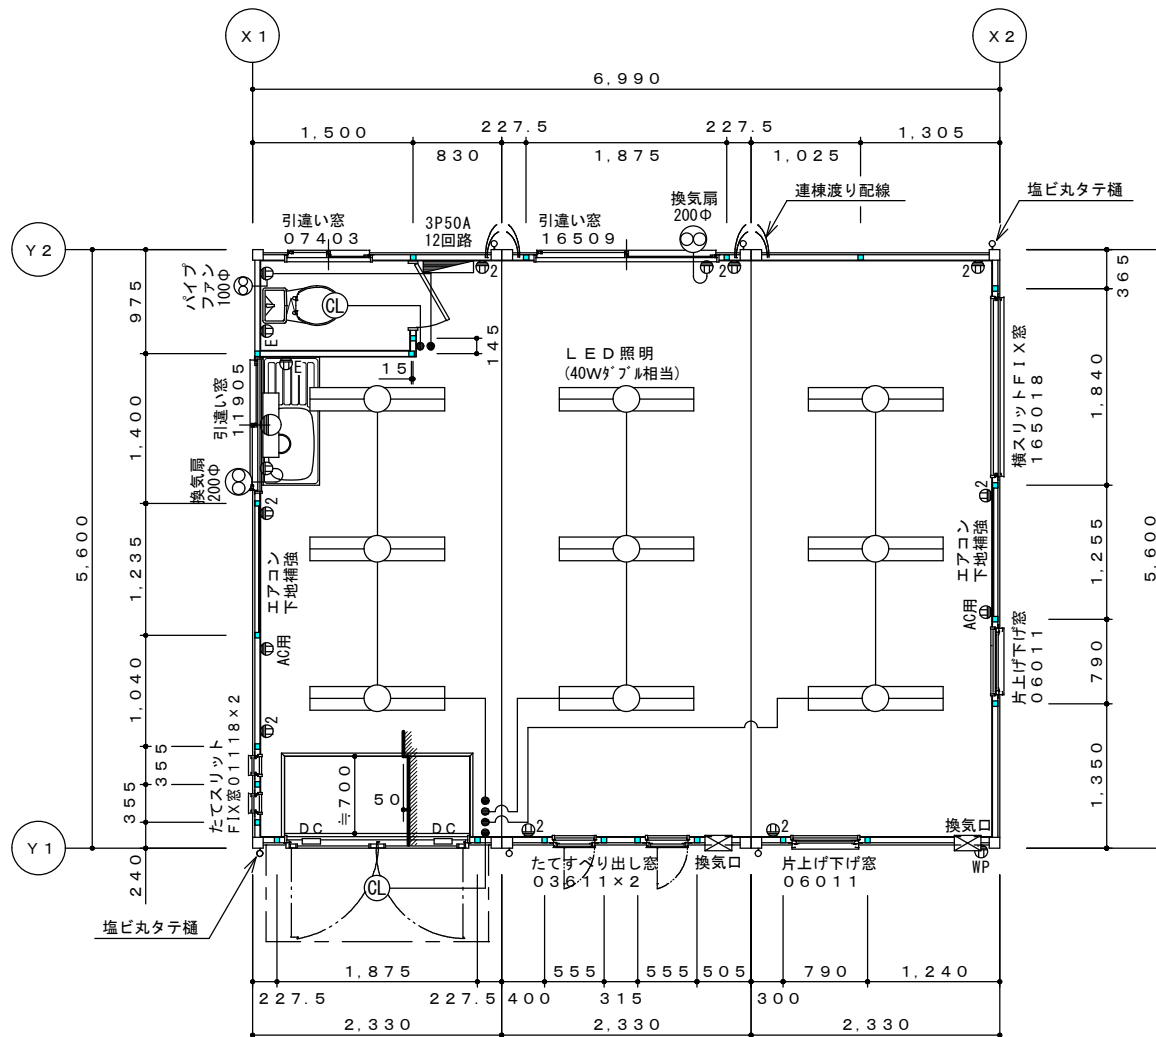 X1
X2
6,990
1,500
227.5
227.5
1,305
830
1,875
1,025
換気扇
200Φ
連棟渡り配線
塩ビ丸タテ樋
引違い窓
07403
3P50A
12回路
引違い窓
16509
Y2
2
2
2
365
975
パイプ
ファン
100Φ
CL
E
145
15
E
LED照明
(40Wダブル相当)
横スリットFIX窓
165018
1,840
1,400
引違い窓
11905
換気扇
200Φ
2
2
5,600
1,235
エアコン
下地補強
AC用
エアコン
下地補強
AC用
1,255
5,600
片上げ下げ窓
06011
790
1,040
2
355
355
たてスリット
FIX窓01118×2
≒700
50
1,350
DC
DC
2
2
換気口
Y1
240
WP
たてすべり出し窓
03611×2
換気口
片上げ下げ窓
06011
CL
塩ビ丸タテ樋
1,875
555
555
505
790
1,240
227.5
227.5
400
315
300
2,330
2,330
2,330